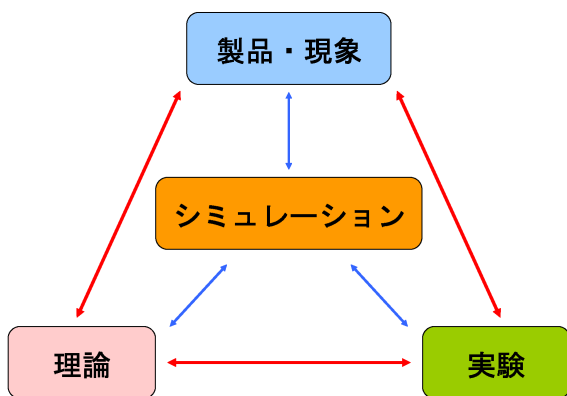 製品・現象
シミュレーション
理論
実験